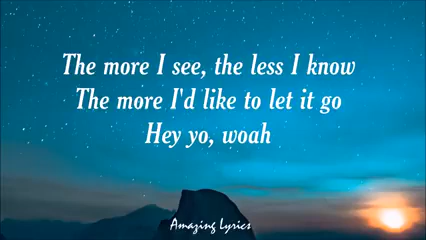 The more I see, the less I know
The more I'd like to let it go
Hey yo, woah
Amazing Lyrics